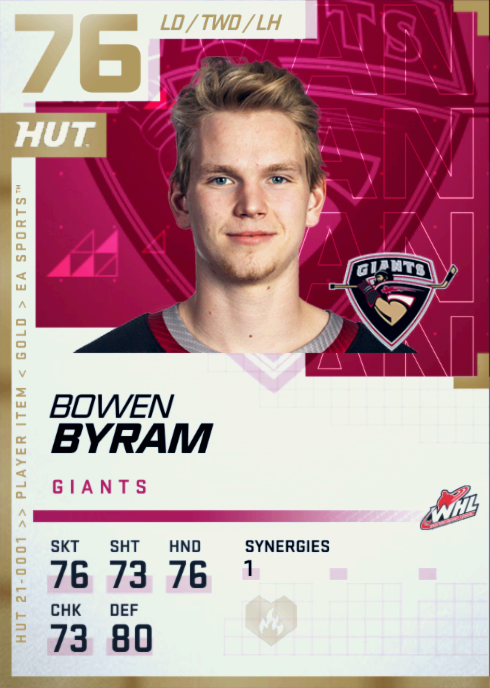 76
LD / TWD / LH
HUT™
HUT 21-0001 >> PLAYER ITEM < GOLD > EA SPORTS™
GIANTS
BOWEN
BYRAM
GIANTS
WHL
SKT SHT HND SYNERGIES
76 73 76 1
CHK DEF
73 80